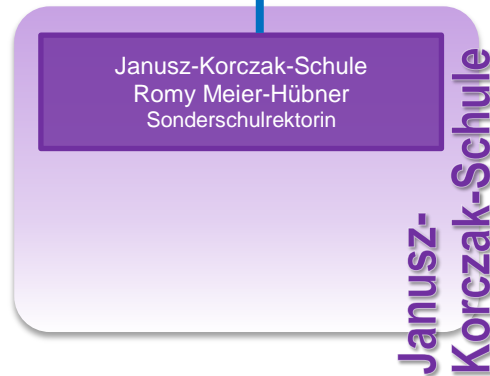 Janusz-Korczak-Schule
Romy Meier-Hübner
Sonderschulrektorin
Janusz-
Korczak-Schule